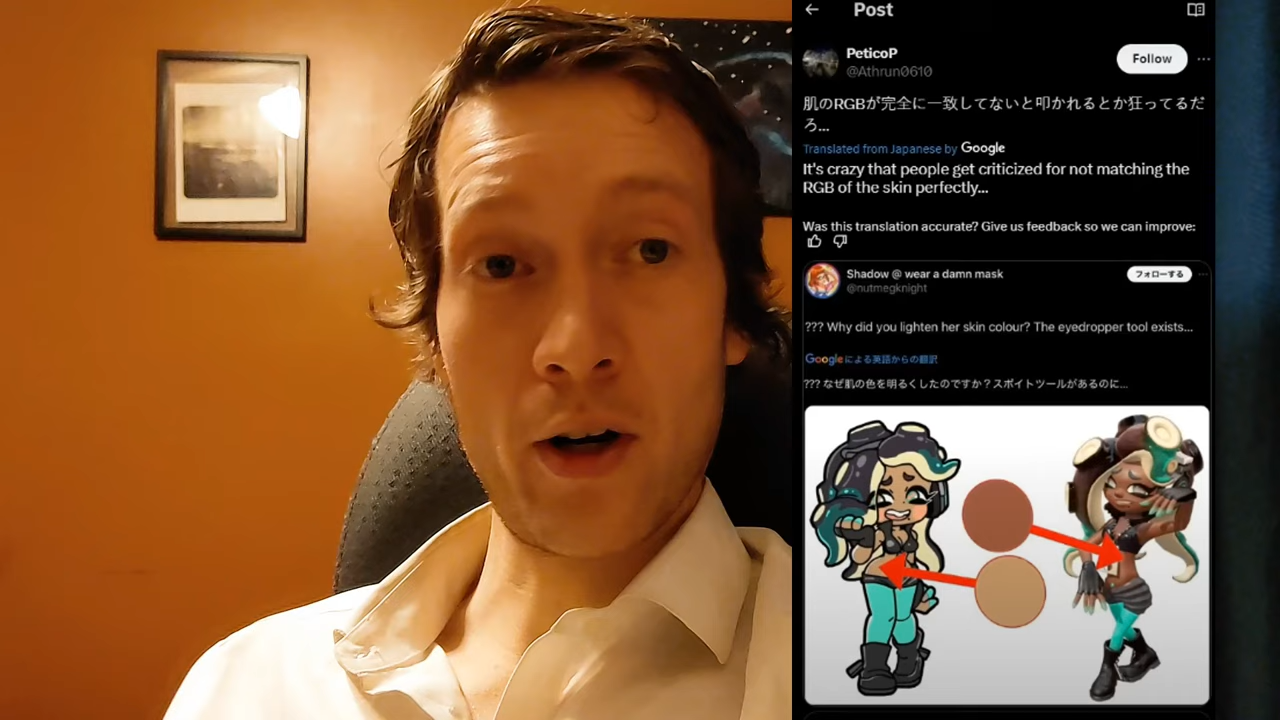 Post
PeticoP
@Athrun0610
Follow
肌のRGBが完全に一致してないと叩かれるとか狂ってるだ
ろ...
Translated from Japanese by Google
It's crazy that people get criticized for not matching the
RGB of the skin perfectly...
Was this translation accurate? Give us feedback so we can improve:
Shadow @ wear a damn mask
@nutmegknight
フォローする
??? Why did you lighten her skin colour? The eyedropper tool exists...
Googleによる英語からの翻訳
??? なぜ肌の色を明るくしたのですか？スポイトツールがあるのに...